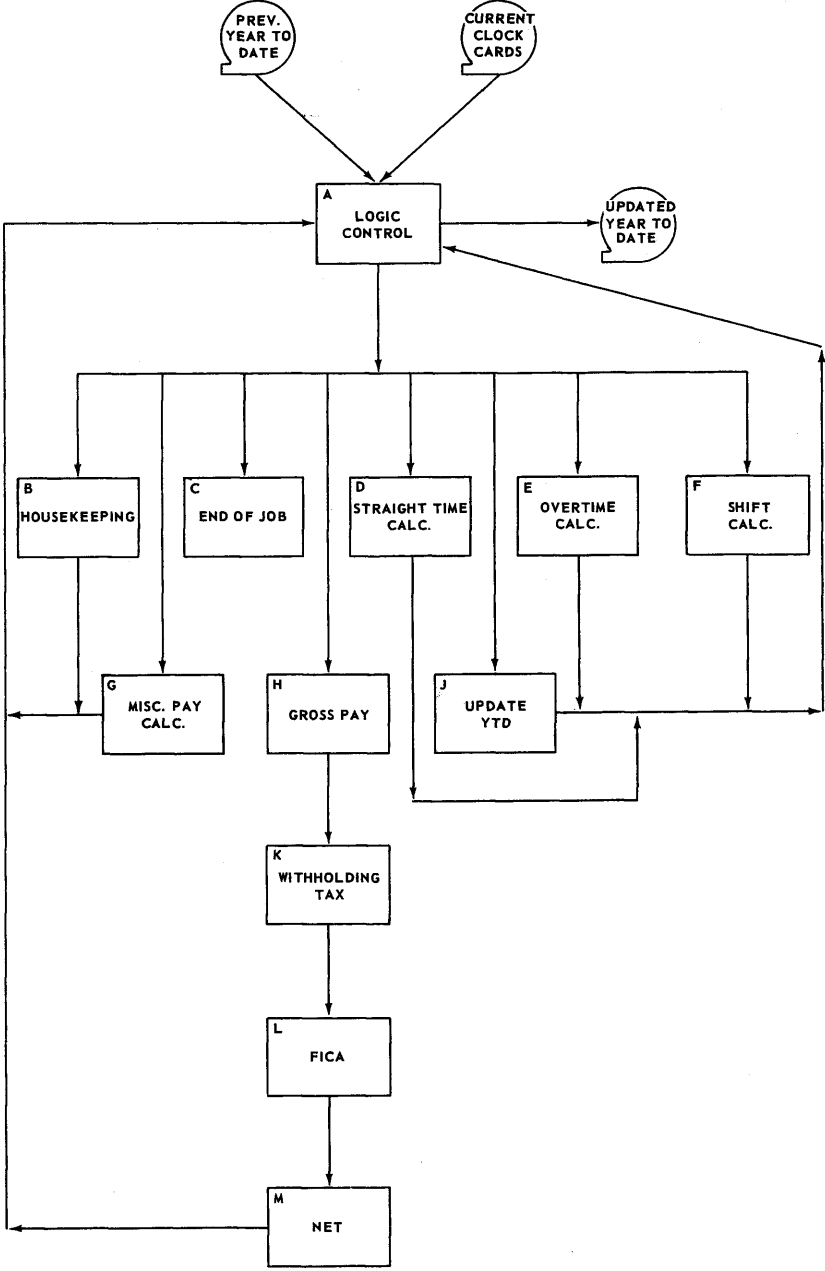 PREV.
YEAR TO
DATE
CURRENT
CLOCK
CARDS
A
LOGIC
CONTROL
UPDATED
YEAR TO
DATE
B
HOUSEKEEPING
C
END OF JOB
D
STRAIGHT TIME
CALC.
E
OVERTIME
CALC.
F
SHIFT
CALC.
G
MISC. PAY
CALC.
H
GROSS PAY
J
UPDATE
YTD
K
WITHHOLDING
TAX
L
FICA
M
NET